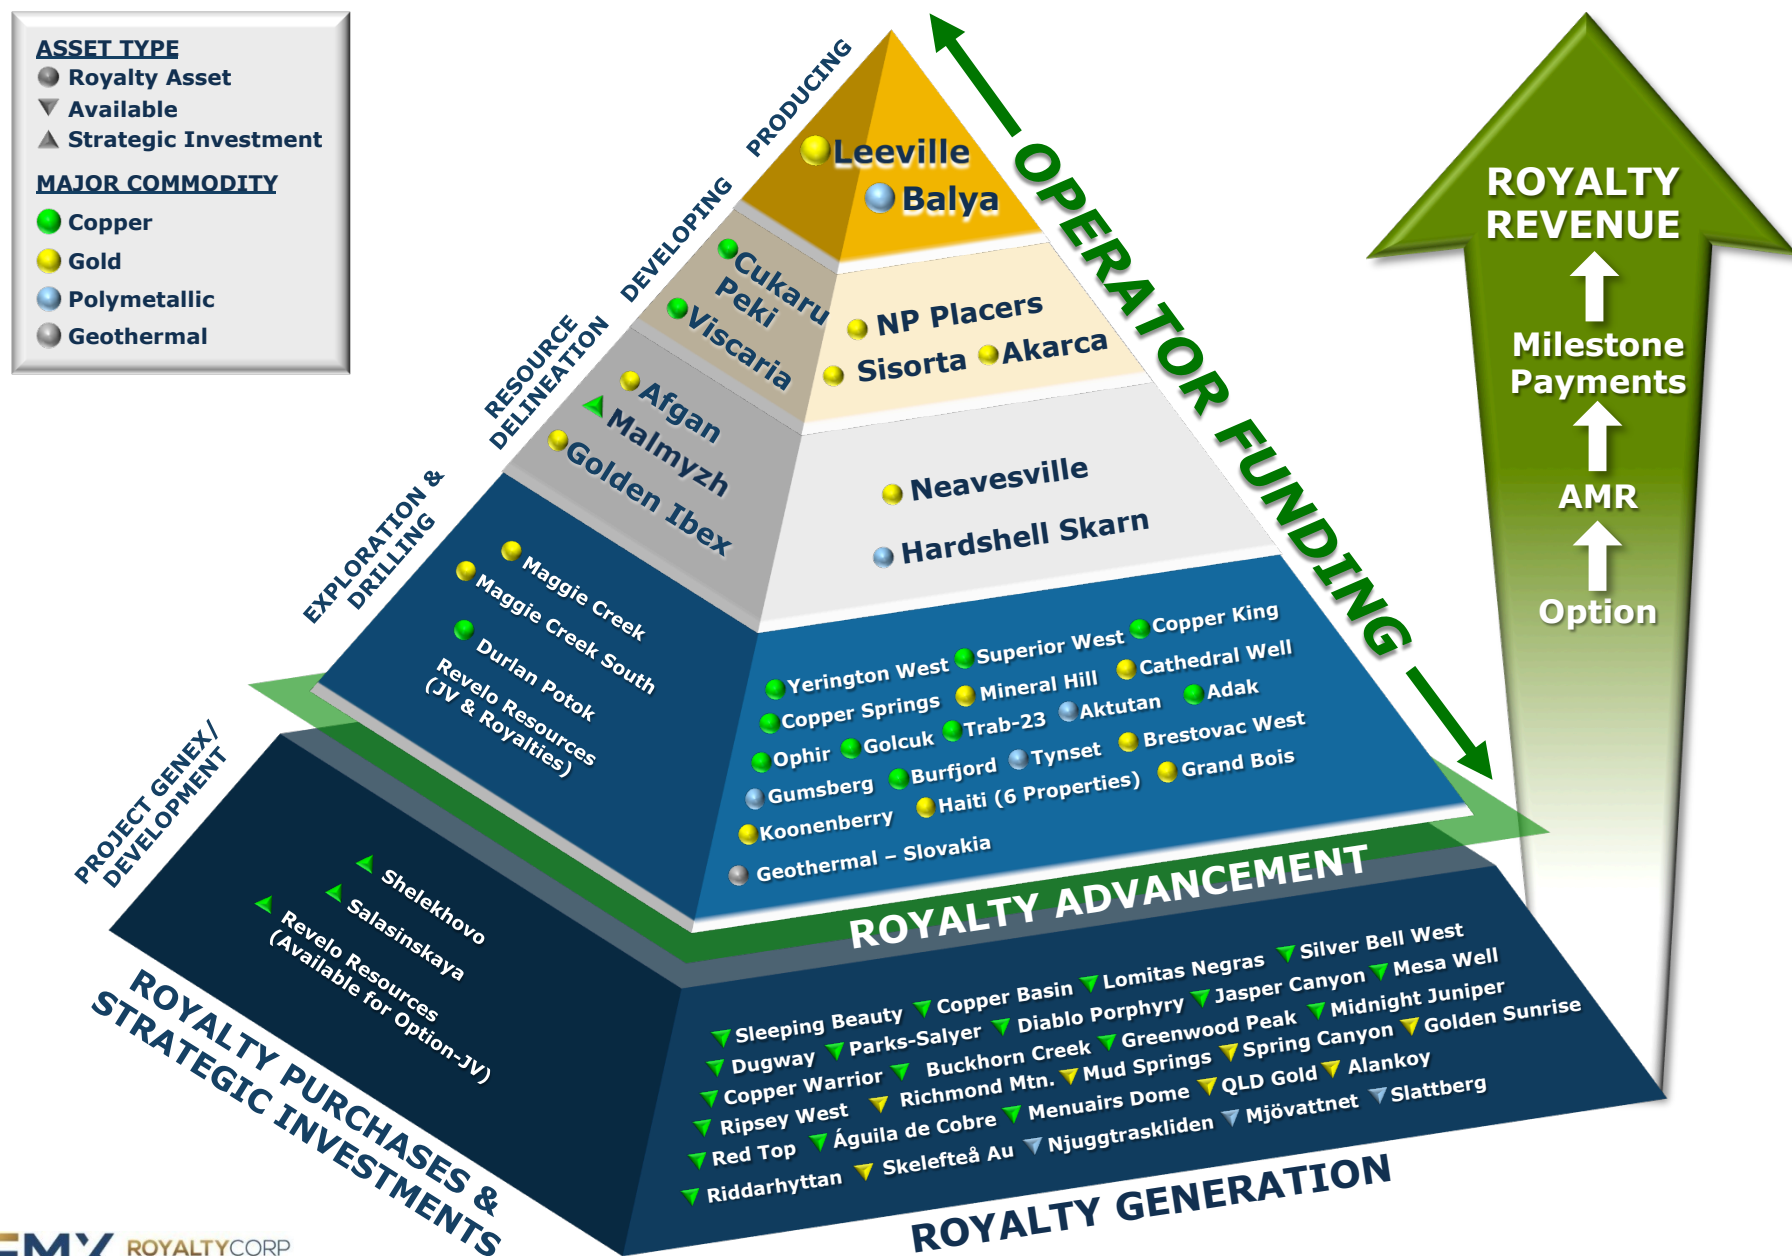 ASSET TYPE
Royalty Asset
Available
Strategic Investment
MAJOR COMMODITY
Copper
Gold
Polymetallic
Geothermal
PRODUCING
DEVELOPING
RESOURCE
DELINEATION
EXPLORATION &
DRILLING
PROJECT GENEX/
DEVELOPMENT
Leeville
Balya
Cukaru
Peki
Viscaria
NP Placers
Sisorta Akarca
Afgan
Malmyzh
Golden Ibex
Neavesville
Hardshell Skarn
Maggie Creek
Maggie Creek South
Durlan Potok
Revelo Resources
(JV & Royalties)
Yerington West Superior West Copper King
Copper Springs Mineral Hill Cathedral Well
Ophir Golcuk Trab-23 Aktutan Adak
Gumsberg Burfjord Tynset Brestovac West
Koonenberry Haiti (6 Properties) Grand Bois
Geothermal – Slovakia
ROYALTY ADVANCEMENT
Shelekhovo
Salasinskaya
Revelo Resources
(Available for Option-JV)
Sleeping Beauty Copper Basin Lomitas Negras Silver Bell West
Dugway Parks-Salyer Diablo Porphyry Jasper Canyon Mesa Well
Copper Warrior Buckhorn Creek Greenwood Peak Midnight Juniper
Ripsey West Richmond Mtn. Mud Springs Spring Canyon Golden Sunrise
Red Top Águila de Cobre Menuairs Dome QLD Gold Alankoy
Riddarhyttan Skelefteå Au Njuggtraskliden Mjövattnet Slattberg
ROYALTY PURCHASES &
STRATEGIC INVESTMENTS
ROYALTY GENERATION
OPERATOR FUNDING
ROYALTY
REVENUE
Milestone
Payments
AMR
Option
EMX ROYALTYCORP